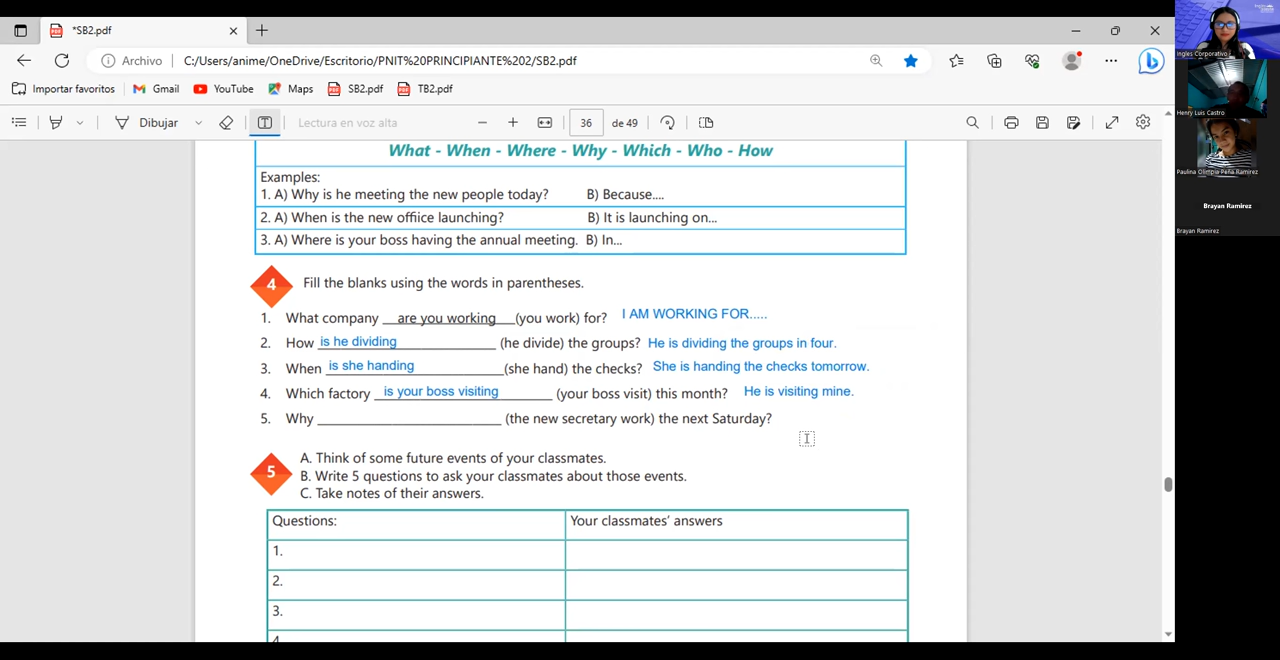 *SB2.pdf
Archivo
C:/Users/anime/OneDrive/Escritorio/PNIT%20PRINCIPIANTE%202/SB2.pdf
Importar favoritos
Gmail
YouTube
Maps
SB2.pdf
TB2.pdf
Dibujar
Lectura en voz alta
36
de 49
What - When - Where - Why - Which - Who - How
Examples:
1. A) Why is he meeting the new people today? B) Because....
2. A) When is the new office launching? B) It is launching on...
3. A) Where is your boss having the annual meeting. B) In...
4 Fill the blanks using the words in parentheses.
1. What company __are you working___(you work) for? I AM WORKING FOR.....
2. How is he dividing (he divide) the groups? He is dividing the groups in four.
3. When is she handing (she hand) the checks? She is handing the checks tomorrow.
4. Which factory is your boss visiting (your boss visit) this month? He is visiting mine.
5. Why ____________________ (the new secretary work) the next Saturday?
5 A. Think of some future events of your classmates.
B. Write 5 questions to ask your classmates about those events.
C. Take notes of their answers.
Questions: Your classmates' answers
1.
2.
3.
4
Ingles Corporativo
Henry Luis Castro
Paulina Olimpia Peña Ramirez
Brayan Ramirez
Brayan Ramirez